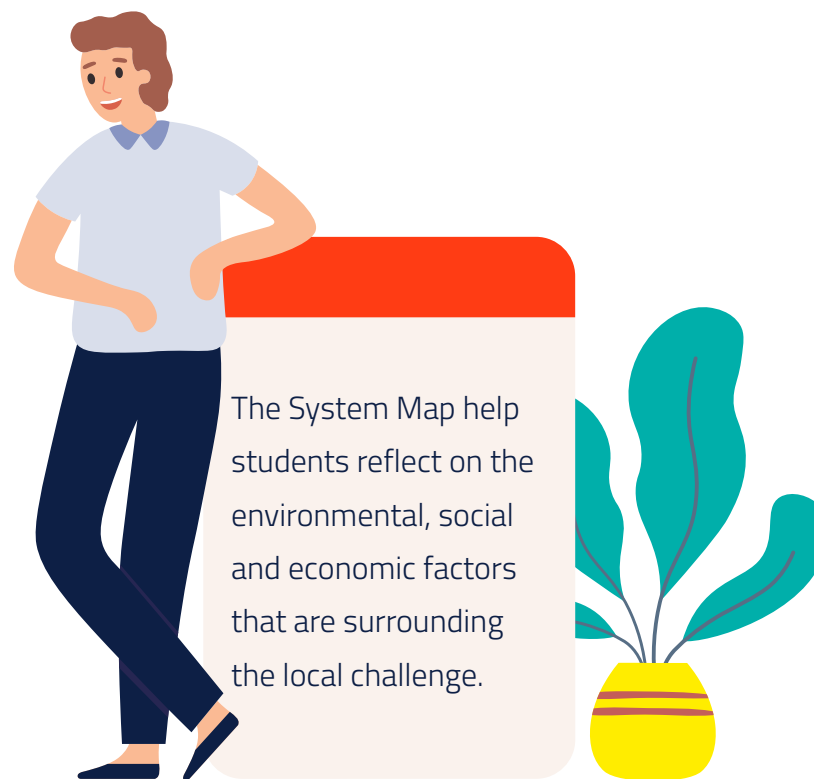 The System Map help
students reflect on the
environmental, social
and economic factors
that are surrounding
the local challenge.